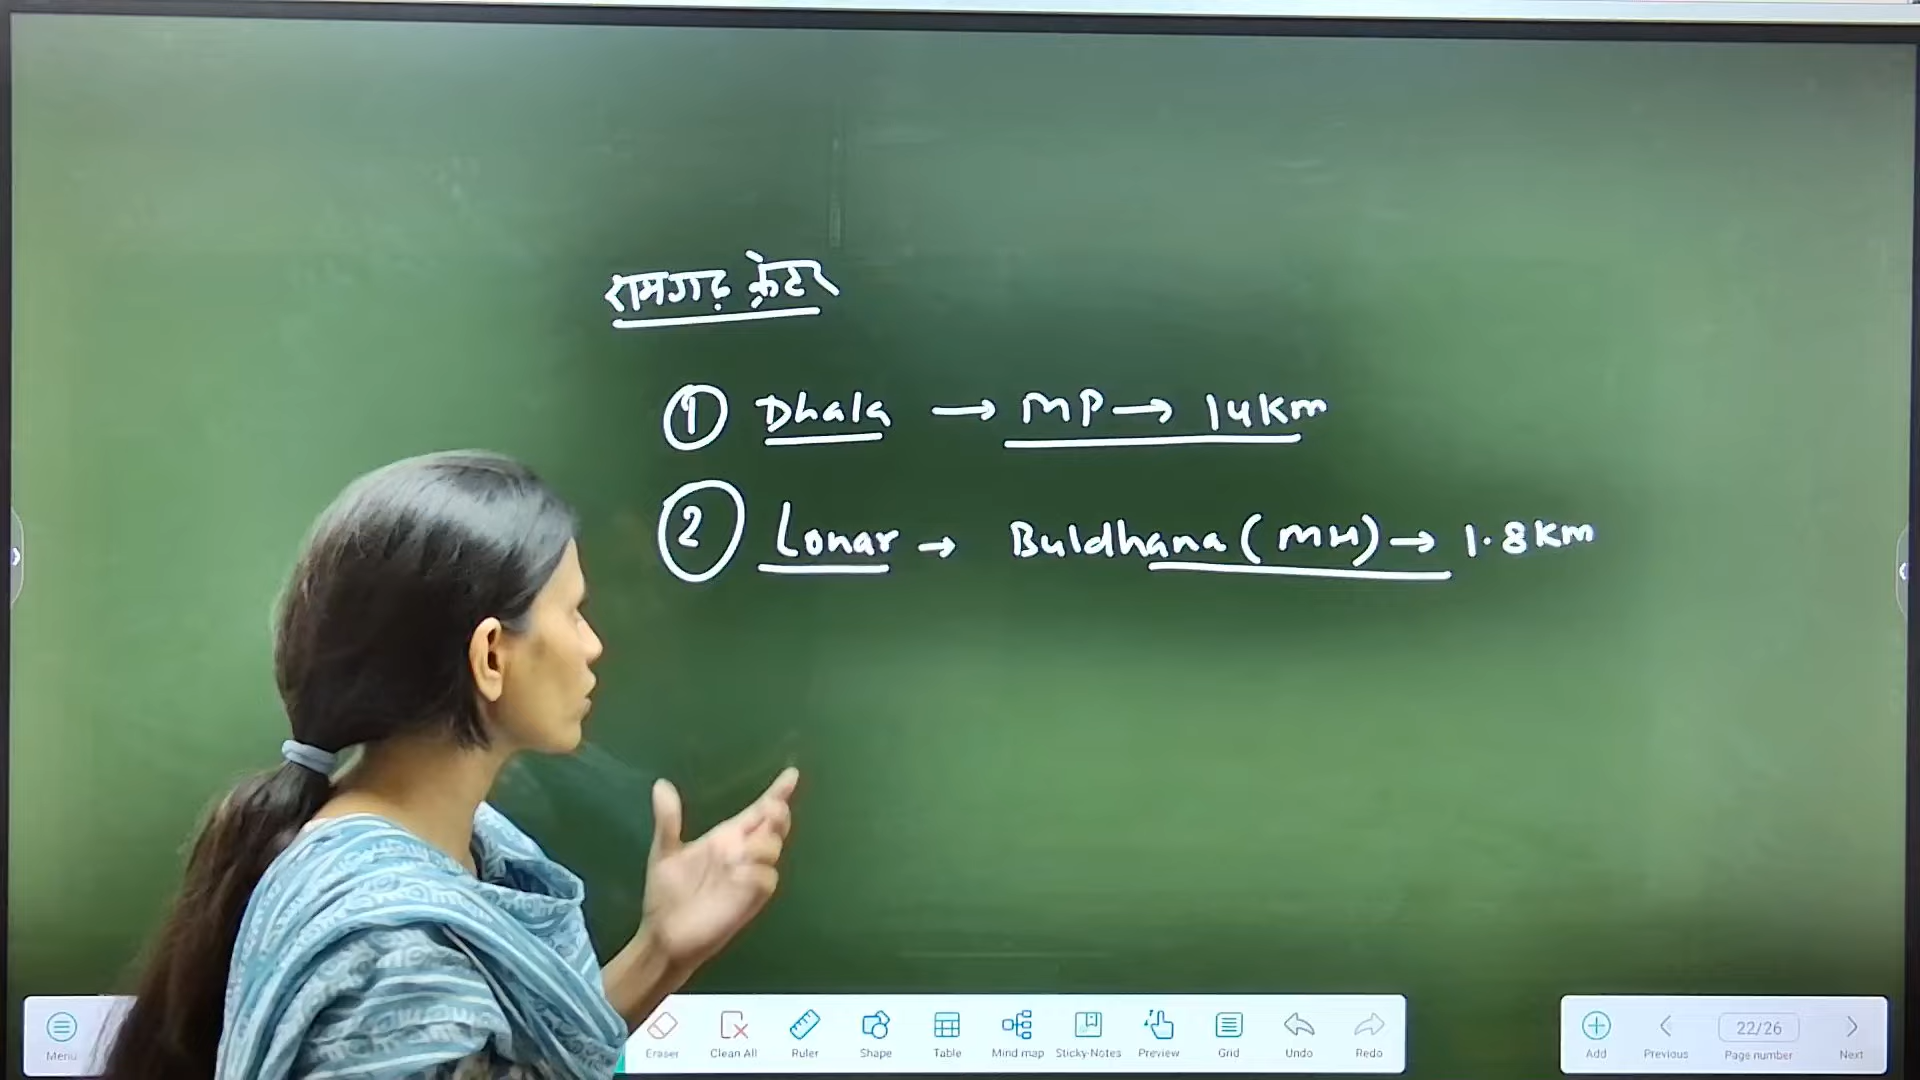 रामगढ़ क्रेटर
1 Dhala → MP → 14Km
2 Lonar → Buldhana (MH) → 1.8Km
Menu
Eraser
Clean All
Ruler
Shape
Table
Mind map
Sticky-Notes
Preview
Grid
Undo
Redo
Add
Previous
22/26
Page number
Next